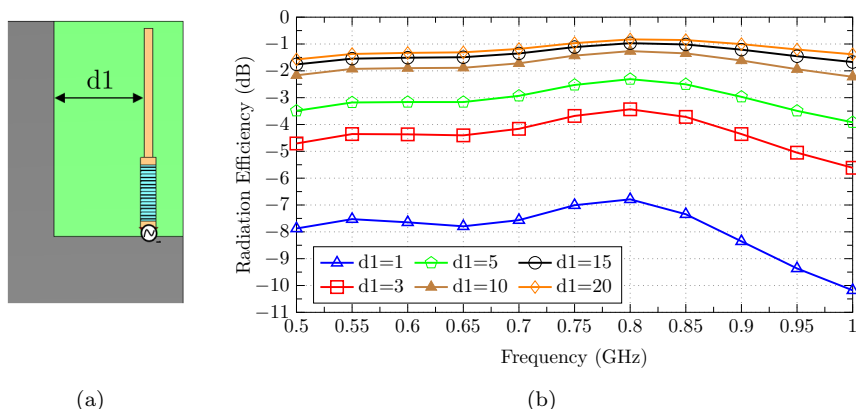 d1
(a)
Radiation Efficiency (dB)
0
−1
−2
−3
−4
−5
−6
−7
−8
−9
−10
−11
d1=1 d1=5 d1=15
d1=3 d1=10 d1=20
0.5 0.55 0.6 0.65 0.7 0.75 0.8 0.85 0.9 0.95 1
Frequency (GHz)
(b)